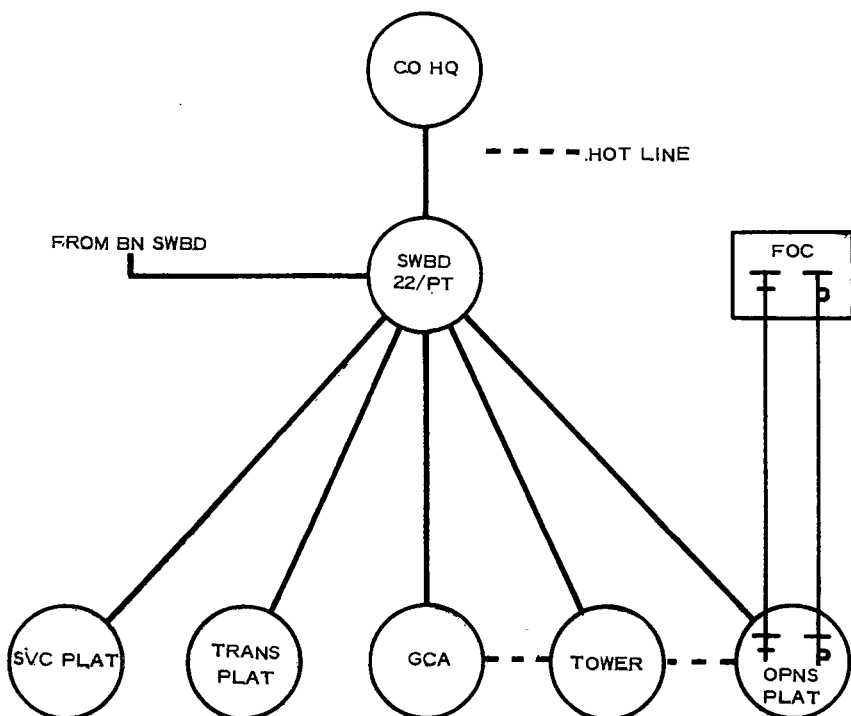 CO HQ
HOT LINE
FROM BN SWBD
SWBD
22/PT
FOC
SVC PLAT
TRANS
PLAT
GCA
TOWER
OPNS
PLAT